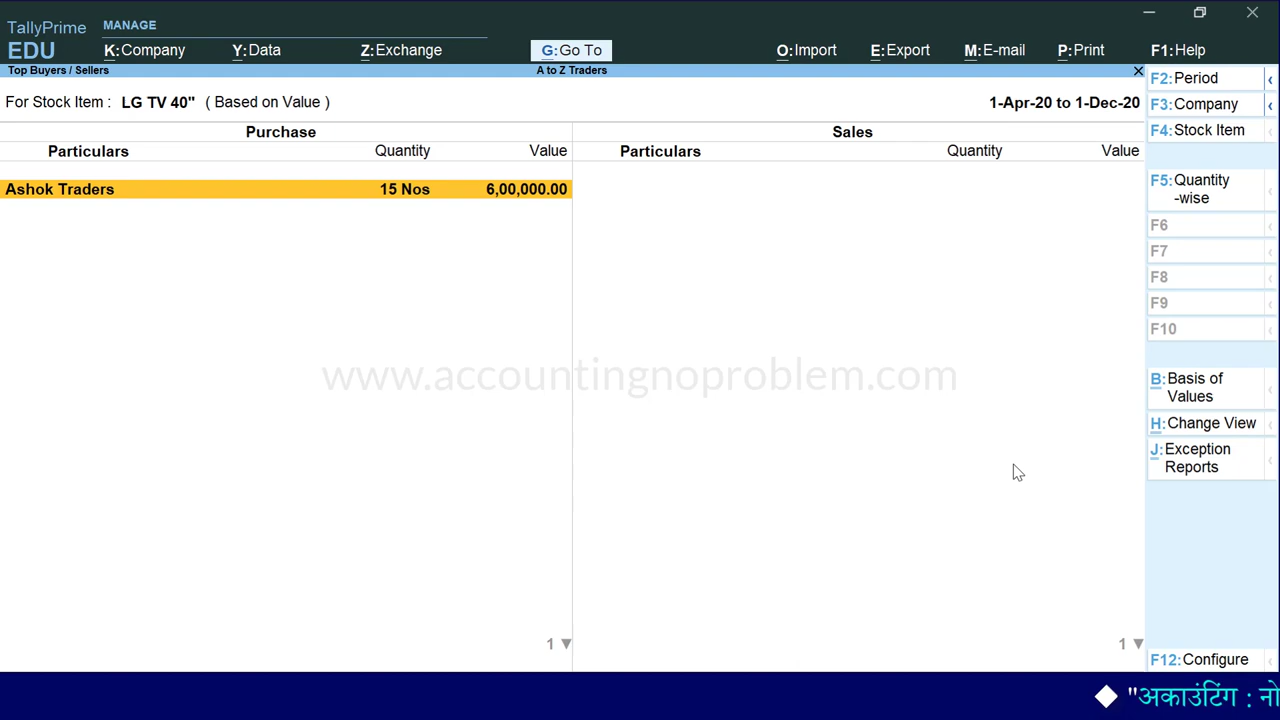 TallyPrime
EDU
MANAGE
K:Company Y:Data Z:Exchange G:Go To O:Import E:Export M:E-mail P:Print F1:Help
Top Buyers / Sellers A to Z Traders
For Stock Item : LG TV 40" ( Based on Value ) 1-Apr-20 to 1-Dec-20
Purchase Sales
Particulars Quantity Value Particulars Quantity Value
Ashok Traders 15 Nos 6,00,000.00
www.accountingnoproblem.com
1 1
F2:Period
F3:Company
F4:Stock Item
F5:Quantity
-wise
F6
F7
F8
F9
F10
B:Basis of
Values
H:Change View
J:Exception
Reports
F12:Configure
"अकाउंटिंग : नो